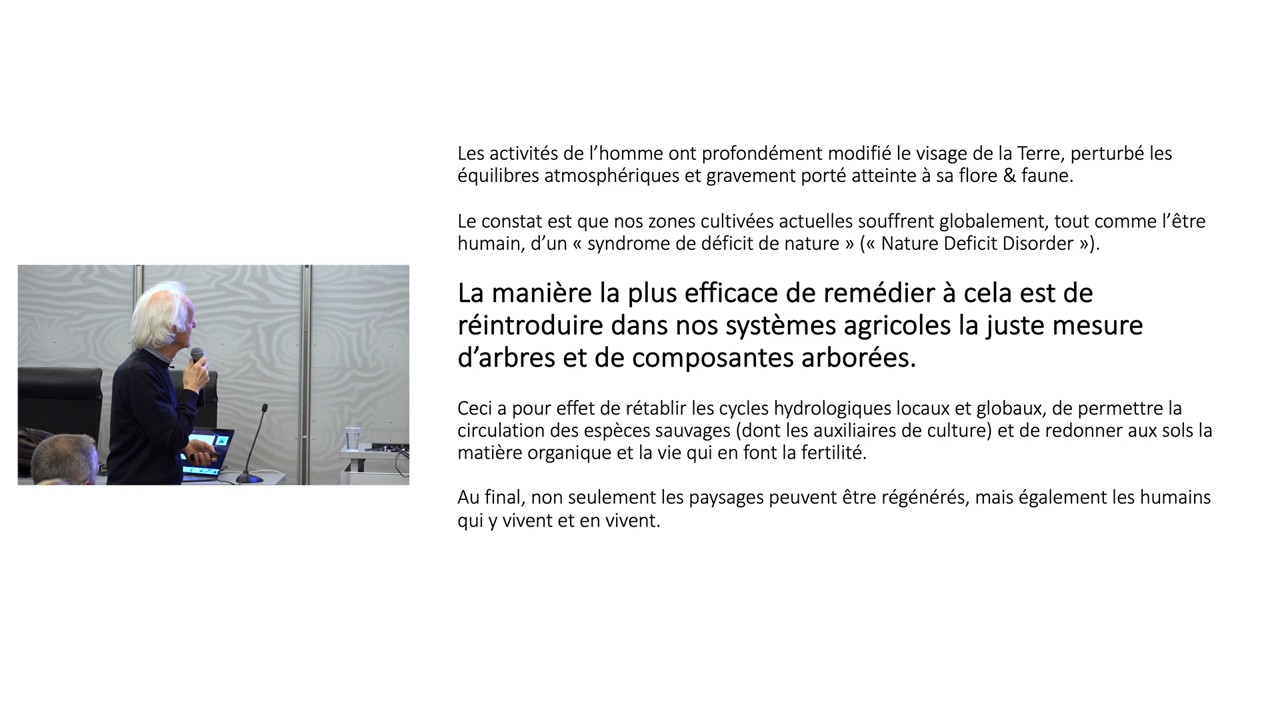 Les activités de l’homme ont profondément modifié le visage de la Terre, perturbé les
équilibres atmosphériques et gravement porté atteinte à sa flore & faune.
Le constat est que nos zones cultivées actuelles souffrent globalement, tout comme l’être
humain, d’un « syndrome de déficit de nature » (« Nature Deficit Disorder »).
La manière la plus efficace de remédier à cela est de
réintroduire dans nos systèmes agricoles la juste mesure
d’arbres et de composantes arborées.
Ceci a pour effet de rétablir les cycles hydrologiques locaux et globaux, de permettre la
circulation des espèces sauvages (dont les auxiliaires de culture) et de redonner aux sols la
matière organique et la vie qui en font la fertilité.
Au final, non seulement les paysages peuvent être régénérés, mais également les humains
qui y vivent et en vivent.